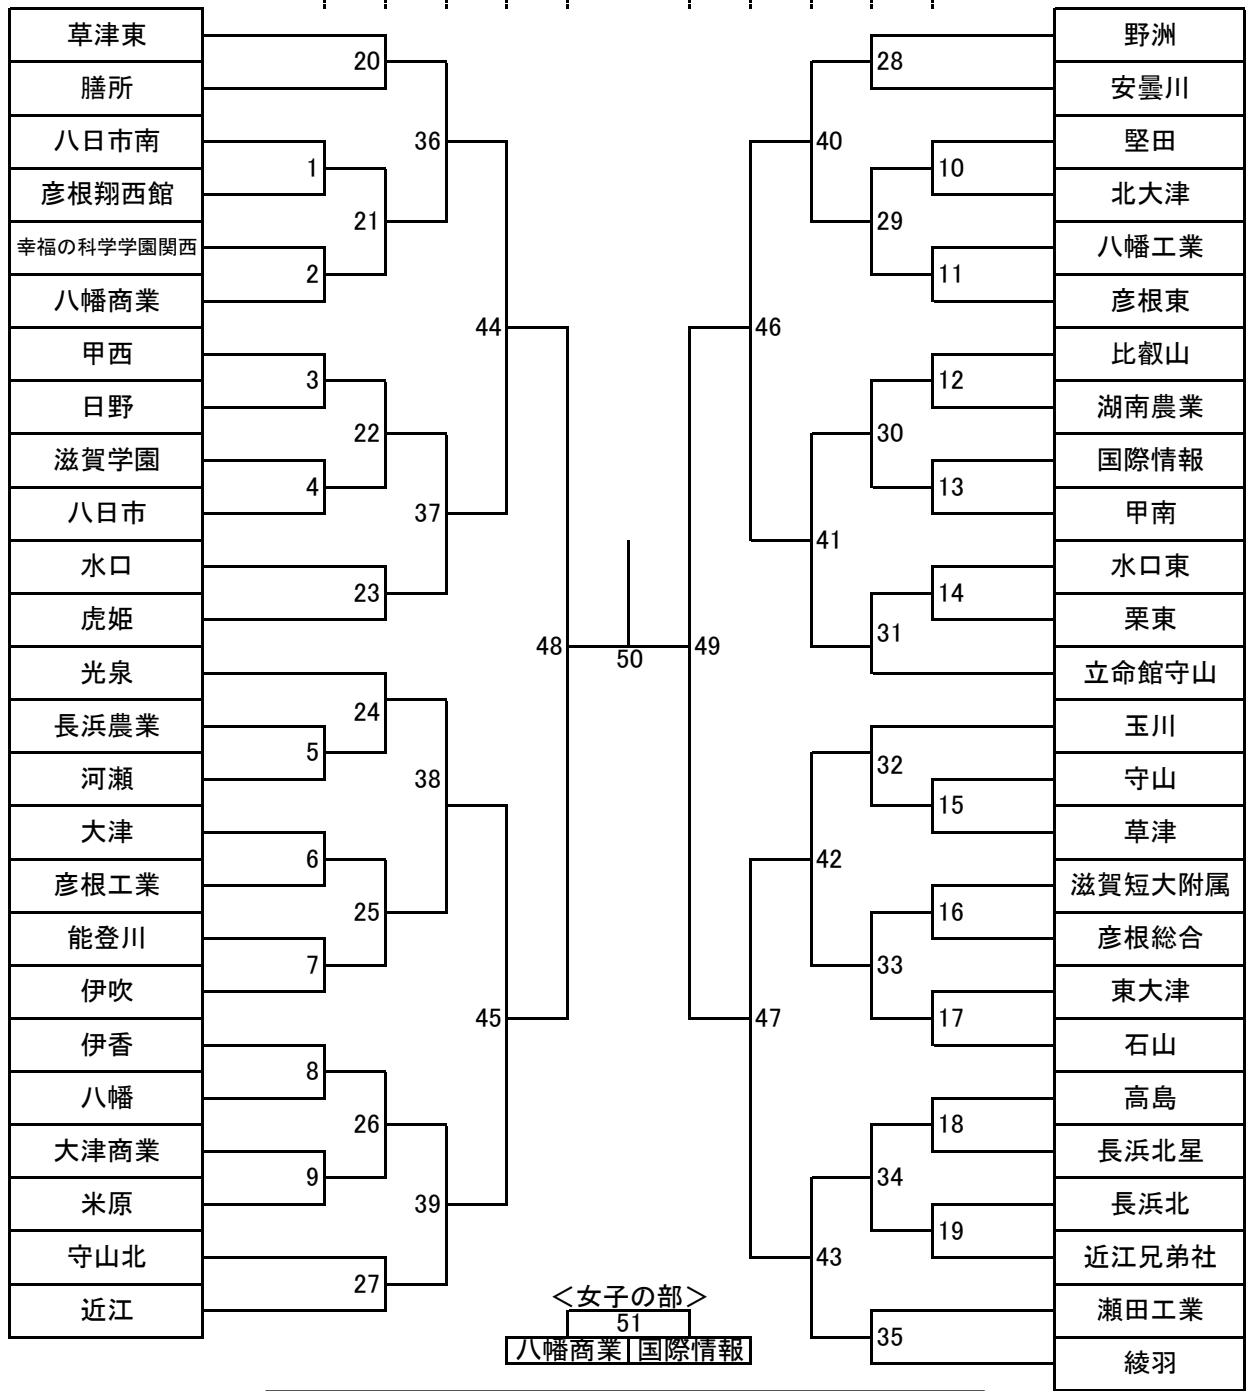 草津東
膳所
八日市南
彦根翔西館
幸福の科学学園関西
八幡商業
甲西
日野
滋賀学園
八日市
水口
虎姫
光泉
長浜農業
河瀬
大津
彦根工業
能登川
伊吹
伊香
八幡
大津商業
米原
守山北
近江
1
2
3
4
5
6
7
8
9
20
21
22
23
24
25
26
27
36
37
38
39
44
45
48
50
49
46
47
40
41
42
43
28
29
30
31
32
33
34
35
10
11
12
13
14
15
16
17
18
19
野洲
安曇川
堅田
北大津
八幡工業
彦根東
比叡山
湖南農業
国際情報
甲南
水口東
栗東
立命館守山
玉川
守山
草津
滋賀短大附属
彦根総合
東大津
石山
高島
長浜北星
長浜北
近江兄弟社
瀬田工業
綾羽
＜女子の部＞
51
八幡商業 国際情報